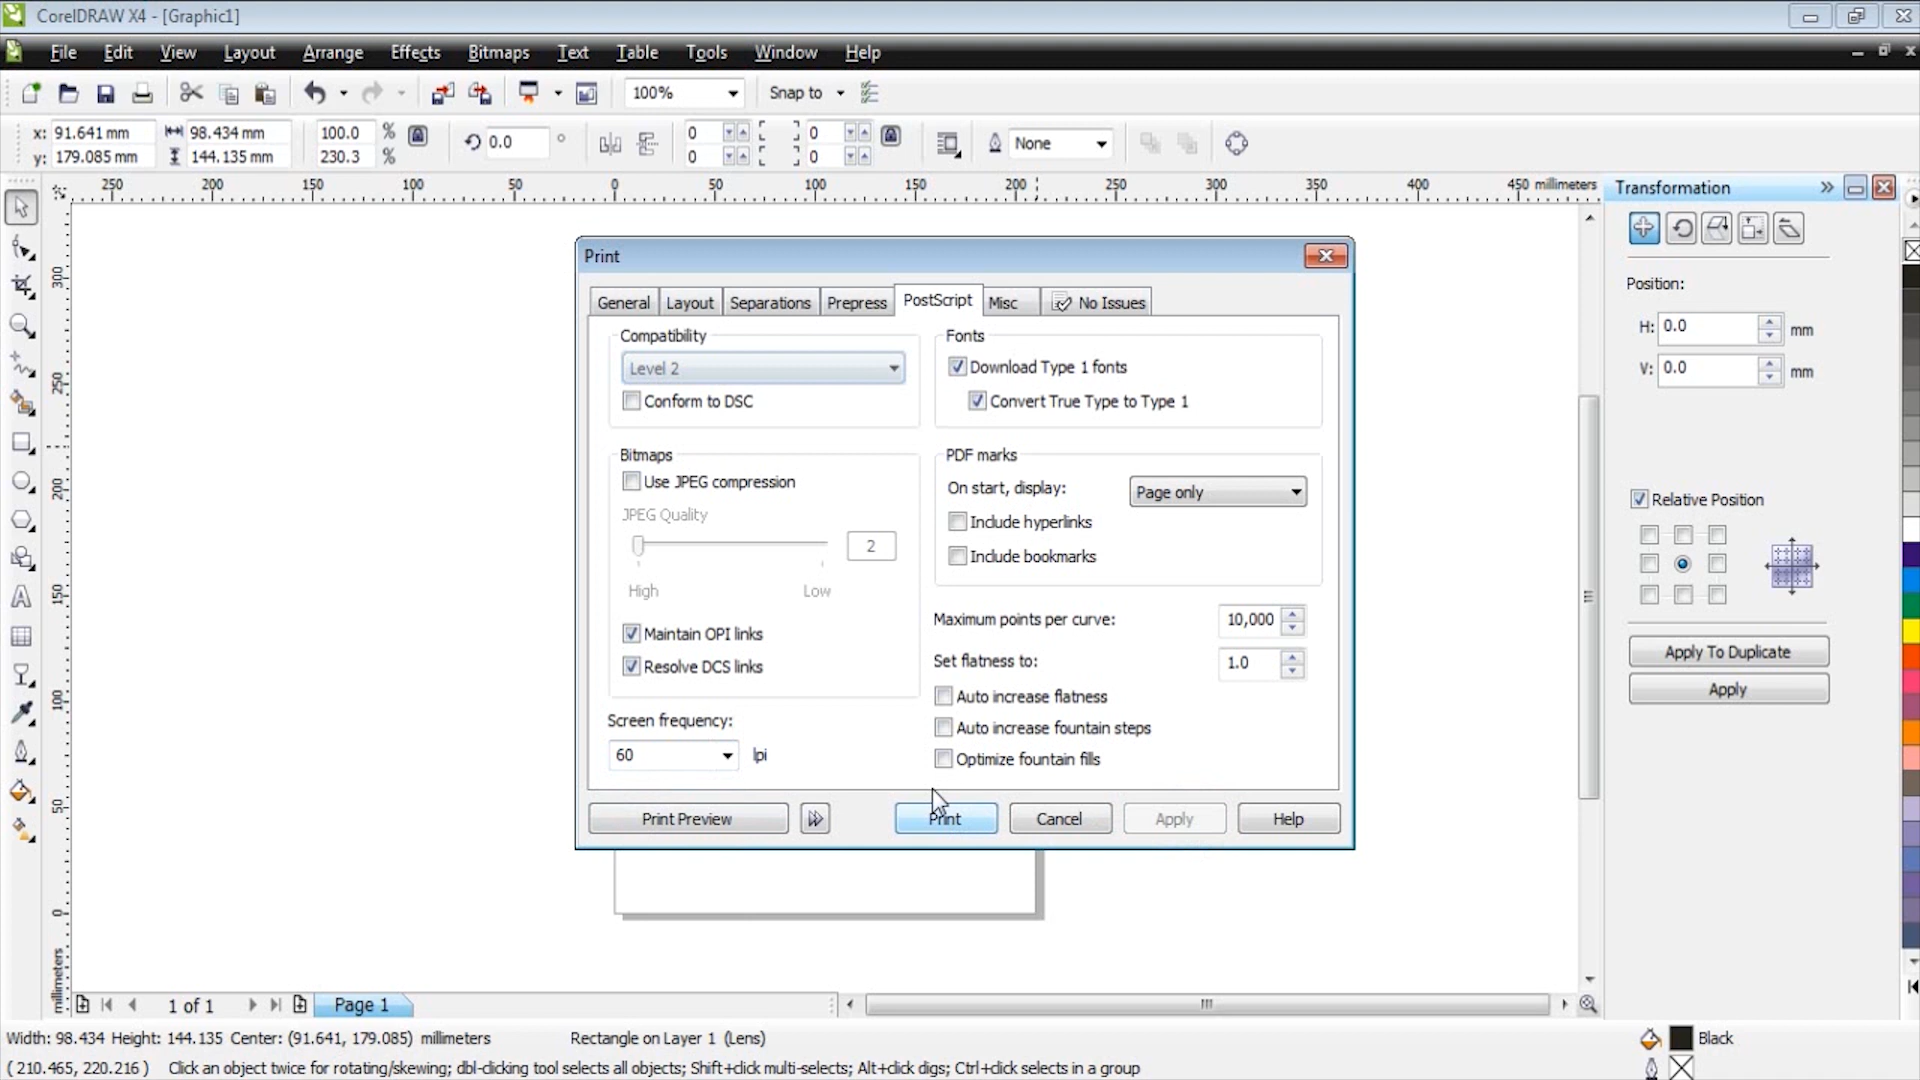 CorelDRAW X4 - [Graphic1]
File Edit View Layout Arrange Effects Bitmaps Text Table Tools Window Help
100% Snap to
x: 91.641 mm 98.434 mm 100.0 % 0.0 ° 0 0 None
y: 179.085 mm 144.135 mm 230.3 % 0 0
250 200 150 100 50 0 50 100 150 200 250 300 350 400 450 millimeters
300
250
200
150
100
50
0
millimeters
Print
General Layout Separations Prepress PostScript Misc No Issues
Compatibility
Level 2
Conform to DSC
Fonts
Download Type 1 fonts
Convert True Type to Type 1
Bitmaps
Use JPEG compression
JPEG Quality
2
High Low
Maintain OPI links
Resolve DCS links
Screen frequency:
60 lpi
PDF marks
On start, display: Page only
Include hyperlinks
Include bookmarks
Maximum points per curve: 10,000
Set flatness to: 1.0
Auto increase flatness
Auto increase fountain steps
Optimize fountain fills
Print Preview Print Cancel Apply Help
Transformation
Position:
H: 0.0 mm
V: 0.0 mm
Relative Position
Apply To Duplicate
Apply
1 of 1 Page 1
Width: 98.434 Height: 144.135 Center: (91.641, 179.085) millimeters Rectangle on Layer 1 (Lens) Black
( 210.465, 220.216 ) Click an object twice for rotating/skewing; dbl-clicking tool selects all objects; Shift+click multi-selects; Alt+click digs; Ctrl+click selects in a group